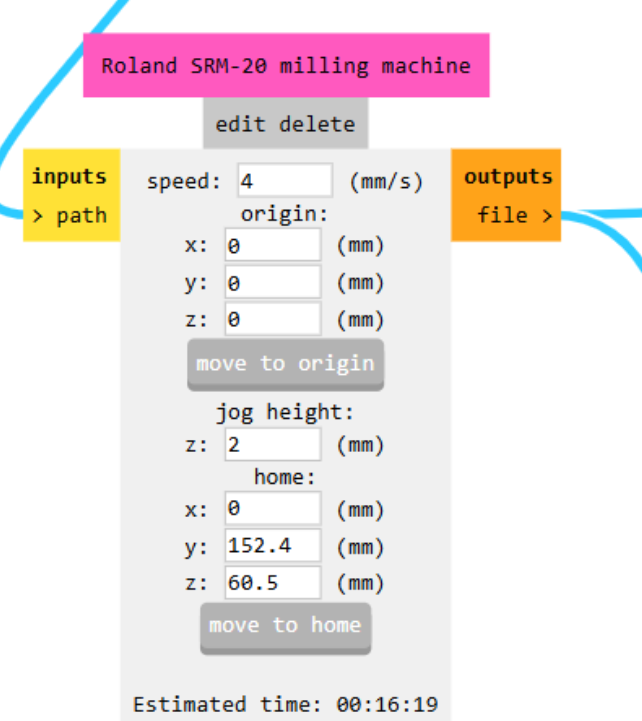 Roland SRM-20 milling machine
edit delete
inputs
> path
speed: 4 (mm/s)
origin:
x: 0 (mm)
y: 0 (mm)
z: 0 (mm)
move to origin
jog height:
z: 2 (mm)
home:
x: 0 (mm)
y: 152.4 (mm)
z: 60.5 (mm)
move to home
Estimated time: 00:16:19
outputs
file >